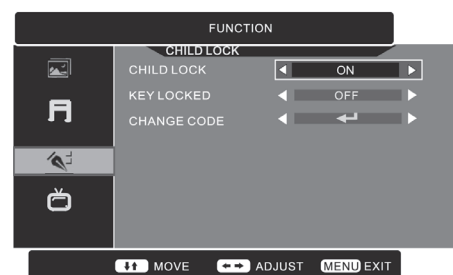 FUNCTION
CHILD LOCK
CHILD LOCK ON
KEY LOCKED OFF
CHANGE CODE
MOVE ADJUST MENU EXIT